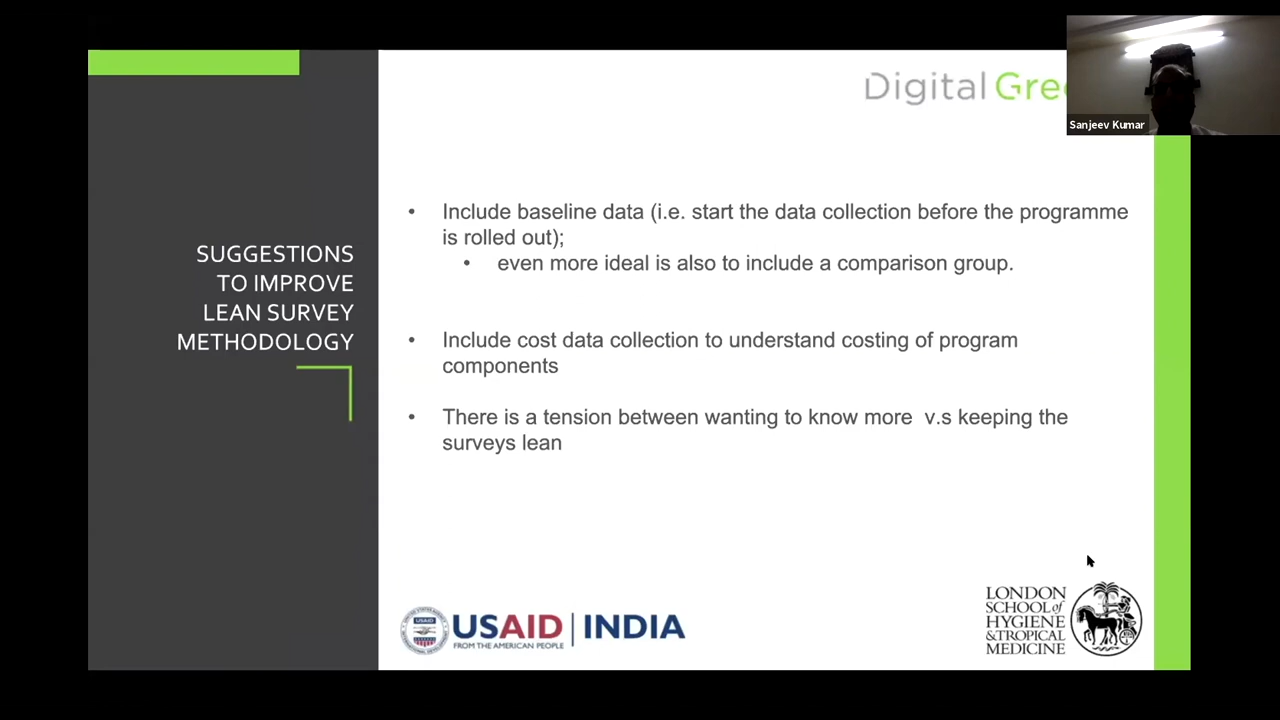 Digital Gre
Sanjeev Kumar
SUGGESTIONS
TO IMPROVE
LEAN SURVEY
METHODOLOGY
• Include baseline data (i.e. start the data collection before the programme
is rolled out);
• even more ideal is also to include a comparison group.
• Include cost data collection to understand costing of program
components
• There is a tension between wanting to know more v.s keeping the
surveys lean
USAID | INDIA
FROM THE AMERICAN PEOPLE
LONDON
SCHOOL of
HYGIENE
& TROPICAL
MEDICINE